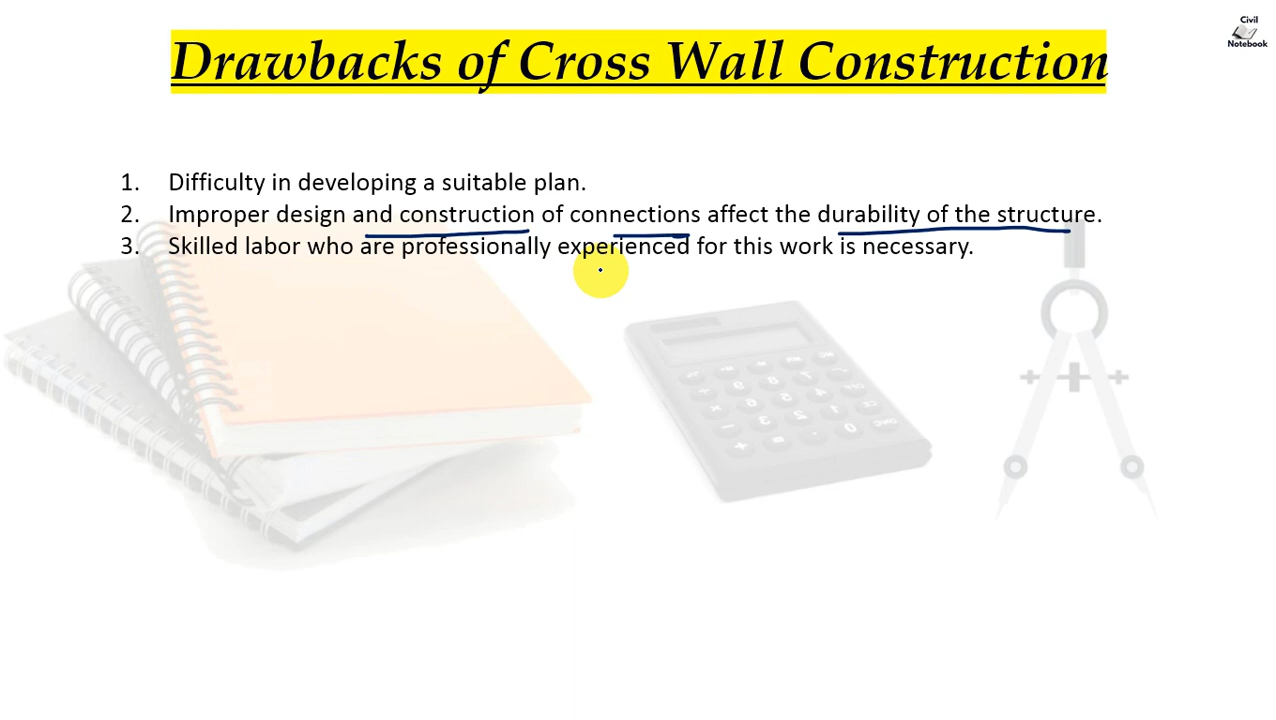 Civil
Notebook
Drawbacks of Cross Wall Construction
1. Difficulty in developing a suitable plan.
2. Improper design and construction of connections affect the durability of the structure.
3. Skilled labor who are professionally experienced for this work is necessary.